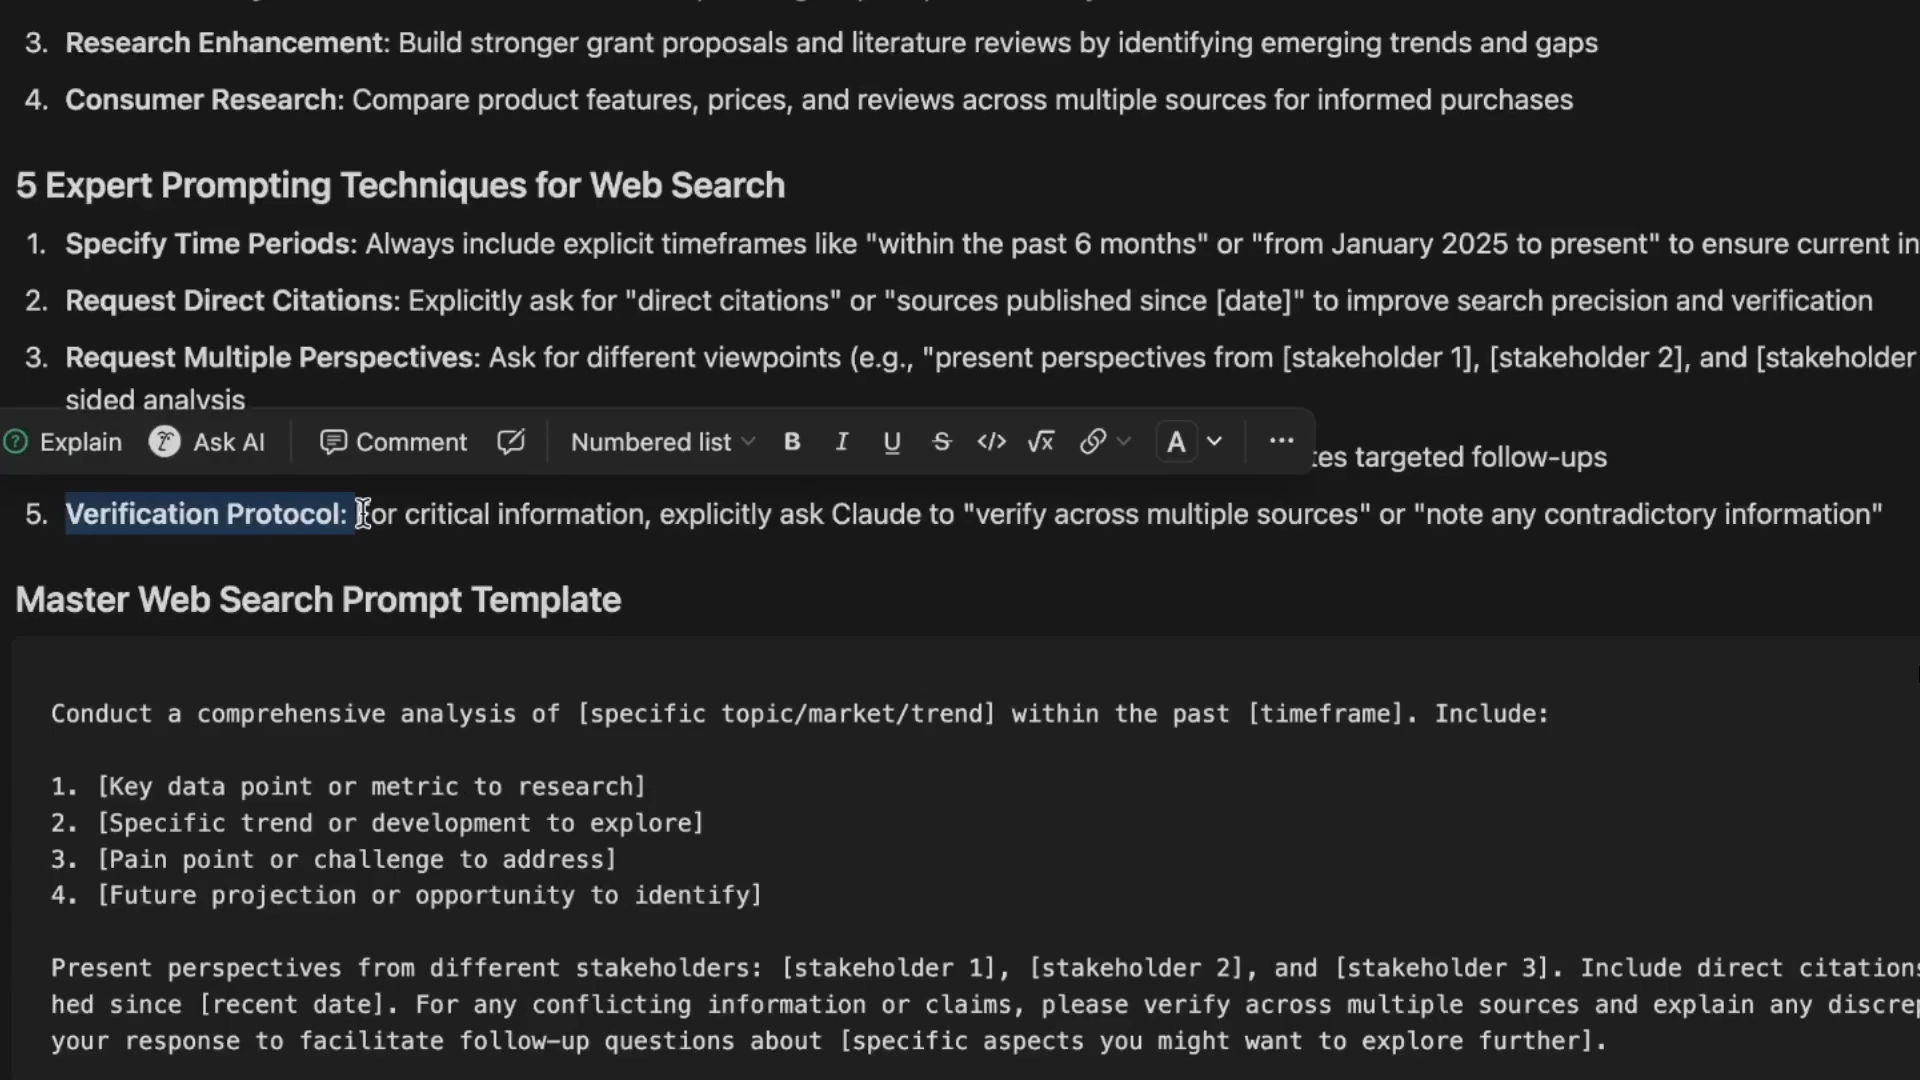 3. Research Enhancement: Build stronger grant proposals and literature reviews by identifying emerging trends and gaps
4. Consumer Research: Compare product features, prices, and reviews across multiple sources for informed purchases
5 Expert Prompting Techniques for Web Search
1. Specify Time Periods: Always include explicit timeframes like "within the past 6 months" or "from January 2025 to present" to ensure current in
2. Request Direct Citations: Explicitly ask for "direct citations" or "sources published since [date]" to improve search precision and verification
3. Request Multiple Perspectives: Ask for different viewpoints (e.g., "present perspectives from [stakeholder 1], [stakeholder 2], and [stakeholder
sided analysis
Explain Ask AI Comment Numbered list B I U S </> √x A ...
tes targeted follow-ups
5. Verification Protocol: For critical information, explicitly ask Claude to "verify across multiple sources" or "note any contradictory information"
Master Web Search Prompt Template
Conduct a comprehensive analysis of [specific topic/market/trend] within the past [timeframe]. Include:
1. [Key data point or metric to research]
2. [Specific trend or development to explore]
3. [Pain point or challenge to address]
4. [Future projection or opportunity to identify]
Present perspectives from different stakeholders: [stakeholder 1], [stakeholder 2], and [stakeholder 3]. Include direct citations
hed since [recent date]. For any conflicting information or claims, please verify across multiple sources and explain any discrep
your response to facilitate follow-up questions about [specific aspects you might want to explore further].